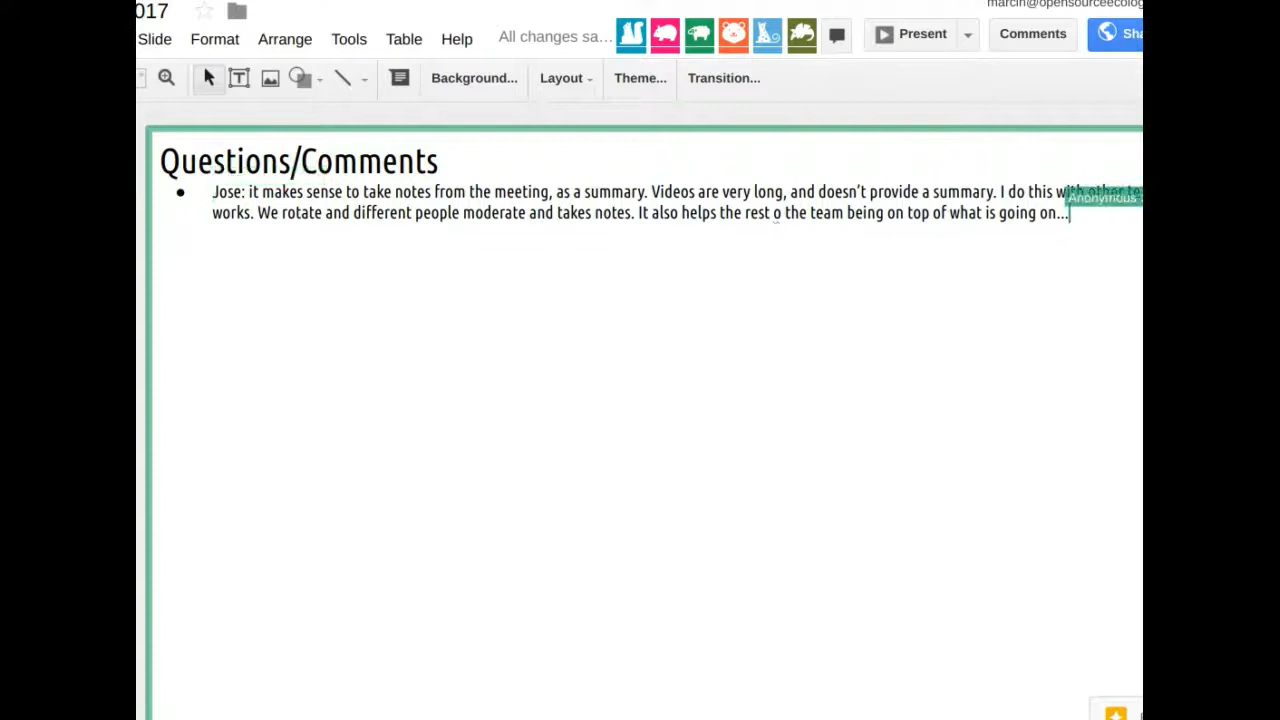 017
marcin@opensourceecolog
Slide Format Arrange Tools Table Help All changes sa... Present Comments Sha
Background... Layout Theme... Transition...
Questions/Comments
● Jose: it makes sense to take notes from the meeting, as a summary. Videos are very long, and doesn't provide a summary. I do this with other te
Anonymous
works. We rotate and different people moderate and takes notes. It also helps the rest o the team being on top of what is going on...